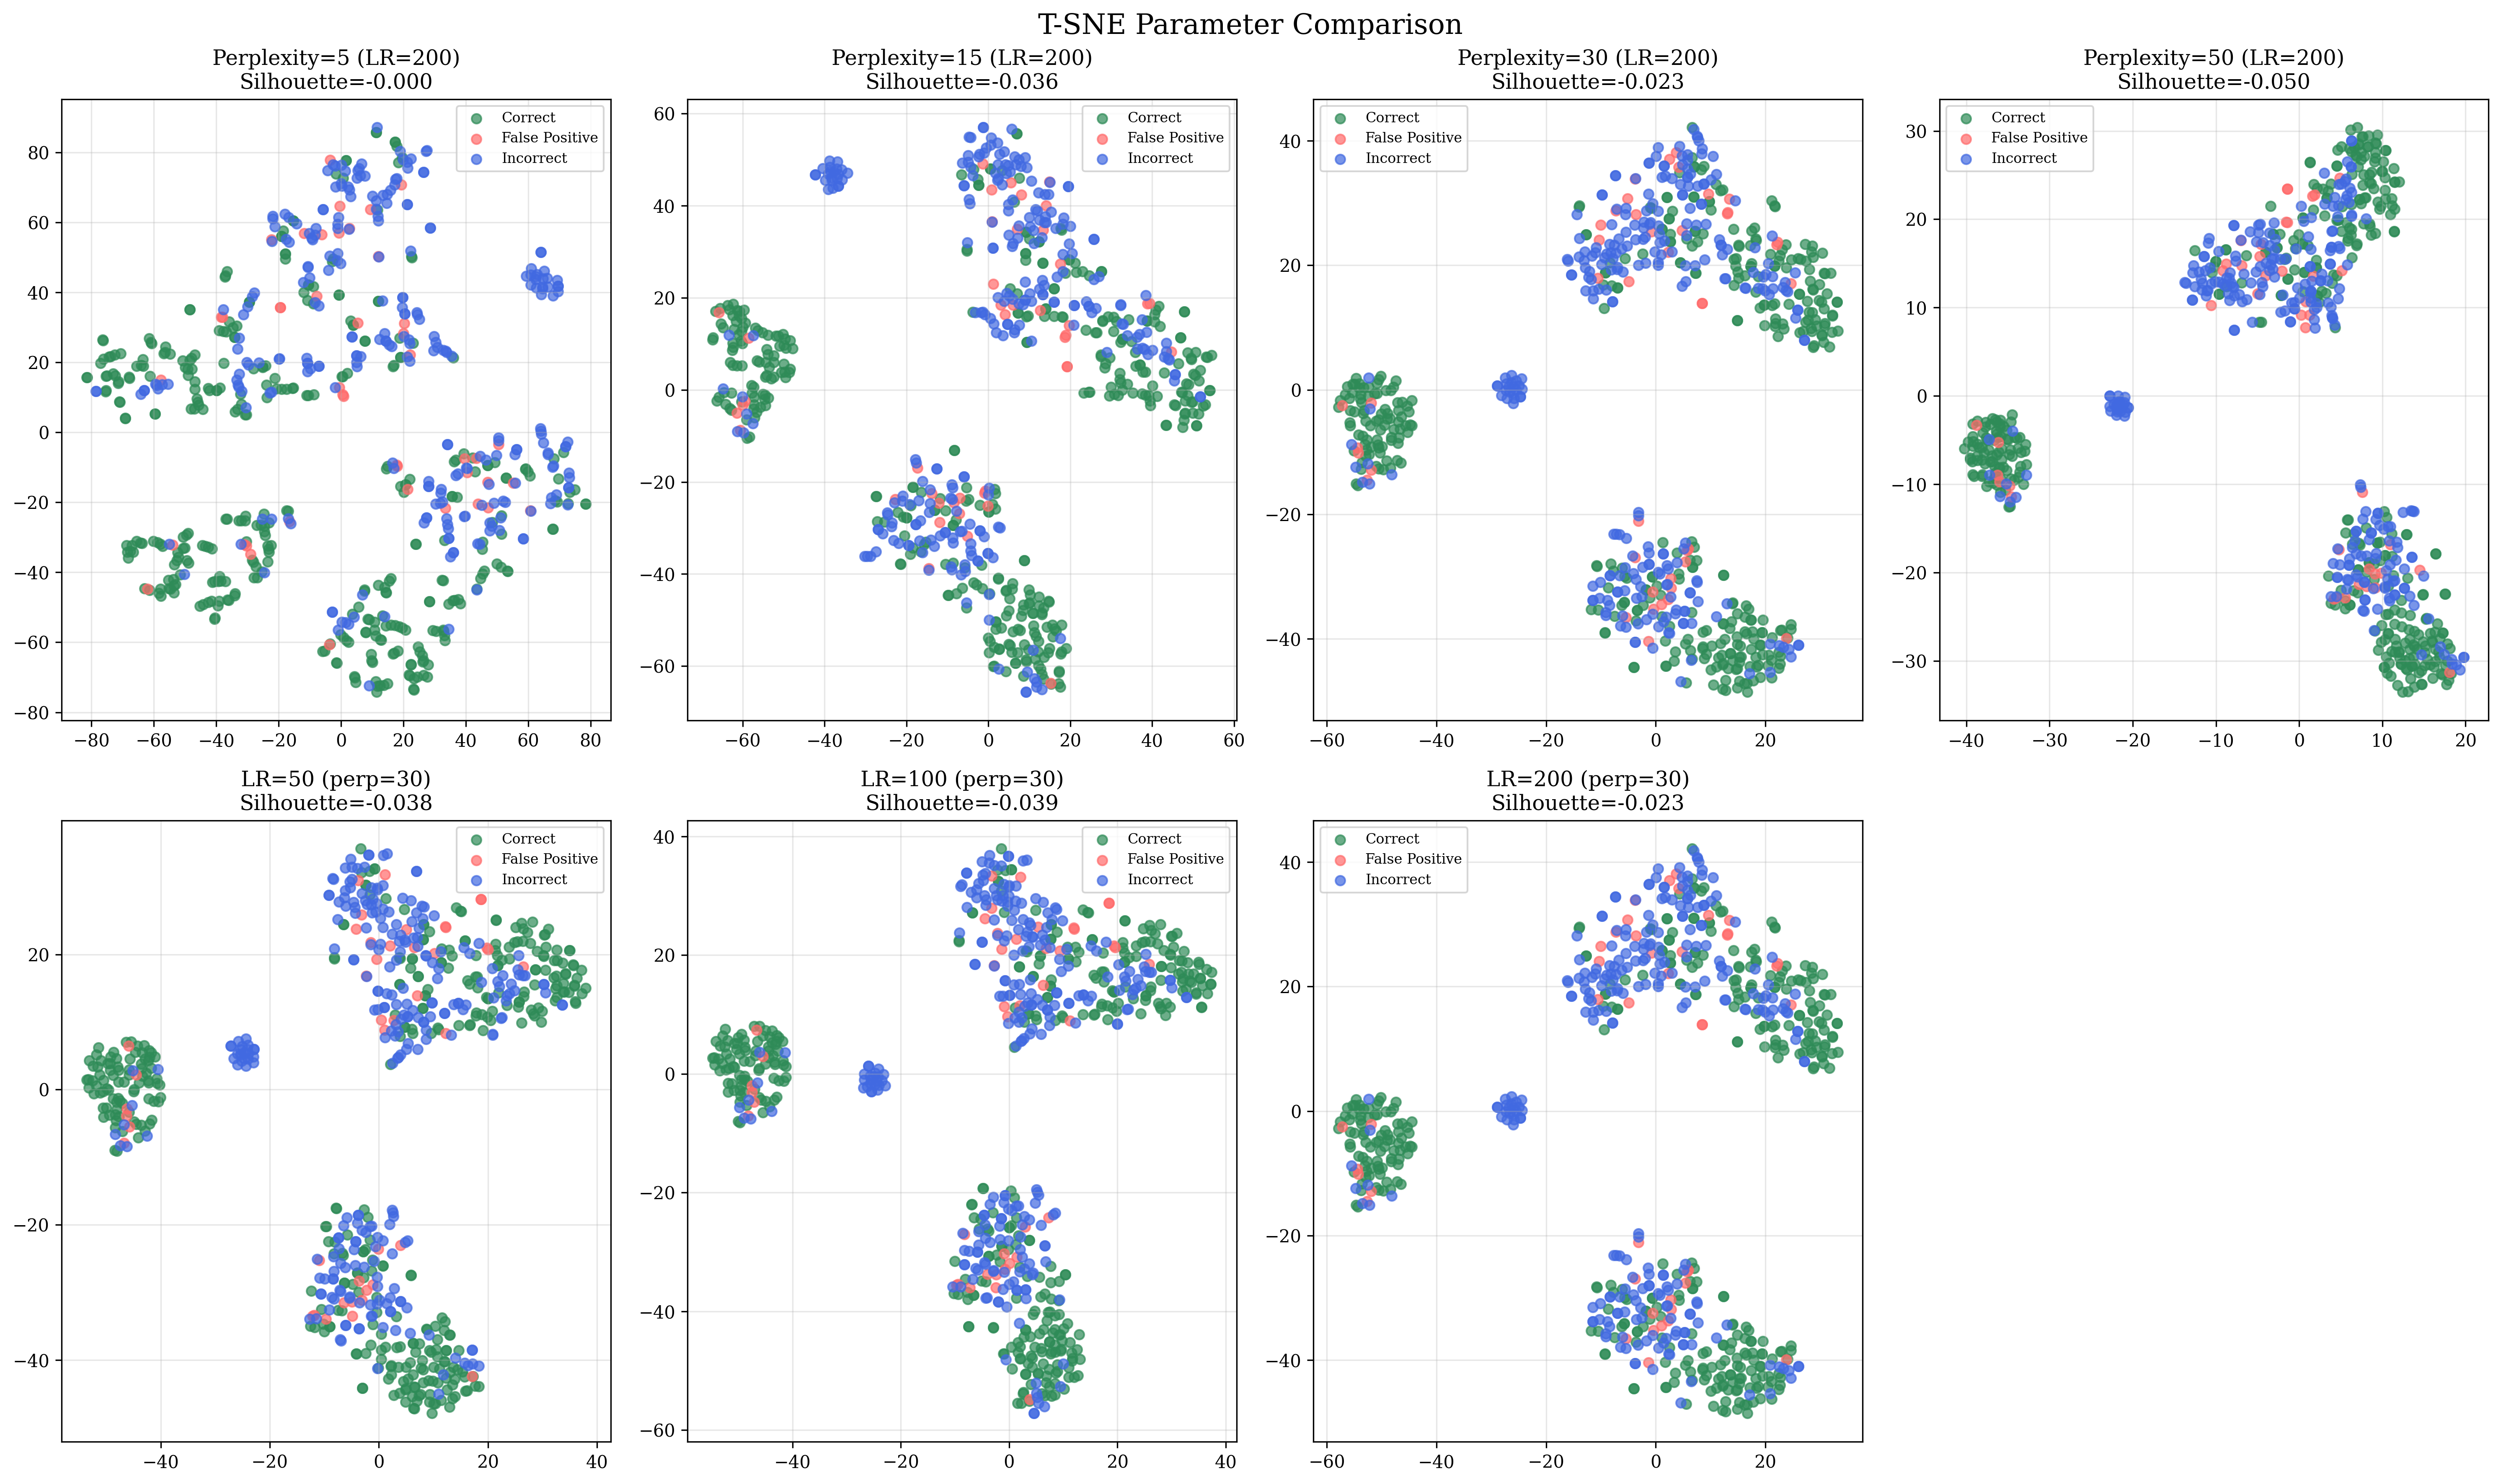 T-SNE Parameter Comparison
Perplexity=5 (LR=200)
Silhouette=-0.000
Correct
False Positive
Incorrect
80
60
40
20
0
−20
−40
−60
−80
−80 −60 −40 −20 0 20 40 60 80
Perplexity=15 (LR=200)
Silhouette=-0.036
Correct
False Positive
Incorrect
60
40
20
0
−20
−40
−60
−60 −40 −20 0 20 40 60
Perplexity=30 (LR=200)
Silhouette=-0.023
Correct
False Positive
Incorrect
40
20
0
−20
−40
−60 −40 −20 0 20
Perplexity=50 (LR=200)
Silhouette=-0.050
Correct
False Positive
Incorrect
30
20
10
0
−10
−20
−30
−40 −30 −20 −10 0 10 20
LR=50 (perp=30)
Silhouette=-0.038
Correct
False Positive
Incorrect
20
0
−20
−40
−40 −20 0 20 40
LR=100 (perp=30)
Silhouette=-0.039
Correct
False Positive
Incorrect
40
20
0
−20
−40
−60
−40 −20 0 20 40
LR=200 (perp=30)
Silhouette=-0.023
Correct
False Positive
Incorrect
40
20
0
−20
−40
−60 −40 −20 0 20